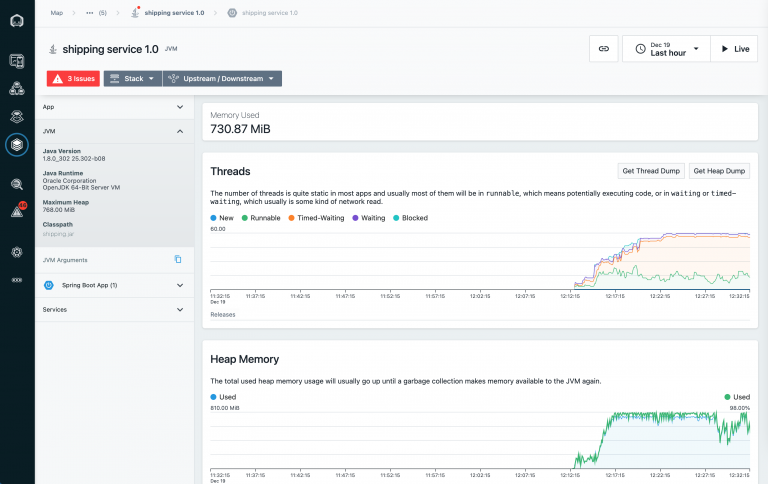 Map ••• (5) shipping service 1.0 shipping service 1.0
shipping service 1.0 JVM
Dec 19
Last hour
Live
3 Issues Stack Upstream / Downstream
App
JVM
Java Version
1.8.0_302 25.302-b08
Java Runtime
Oracle Corporation
OpenJDK 64-Bit Server VM
Maximum Heap
768.00 MiB
Classpath
shipping.jar
JVM Arguments
Spring Boot App (1)
Services
Memory Used
730.87 MiB
Threads
Get Thread Dump Get Heap Dump
The number of threads is quite static in most apps and usually most of them will be in runnable, which means potentially executing code, or in waiting or timed-
waiting, which usually is some kind of network read.
New Runnable Timed-Waiting Waiting Blocked
60.00
11:32:15 11:37:15 11:42:15 11:47:15 11:52:15 11:57:15 12:02:15 12:07:15 12:12:15 12:17:15 12:22:15 12:27:15 12:32:15
Dec 19
Releases
Heap Memory
The total used heap memory usage will usually go up until a garbage collection makes memory available to the JVM again.
Used Used
810.00 MiB 98.00%
11:32:15 11:37:15 11:42:15 11:47:15 11:52:15 11:57:15 12:02:15 12:07:15 12:12:15 12:17:15 12:22:15 12:27:15 12:32:15
Dec 19